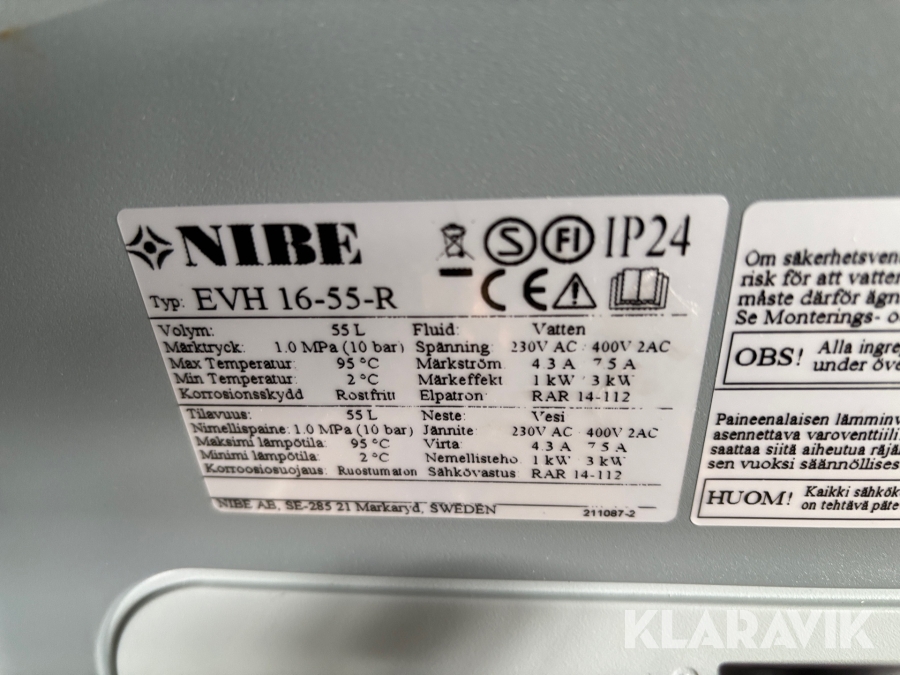 NIBE S FI IP24
CE
Typ: EVH 16-55-R
Volym: 55 L Fluid: Vatten
Märktryck: 1.0 MPa (10 bar) Spänning: 230V AC 400V 2AC
Max Temperatur: 95 °C Märkström: 4.3 A 7.5 A
Min Temperatur: 2 °C Märkeffekt 1 kW 3 kW
Korrosionsskydd Rostfritt Elpatron: RAR 14-112
Tilavuus: 55 L Neste: Vesi
Nimellispaine: 1.0 MPa (10 bar) Jännite: 230V AC 400V 2AC
Maksimi lämpötila: 95 °C Virta: 4.3 A 7.5 A
Minimi lämpötila: 2 °C Nemellisteho: 1 kW 3 kW
Korroosiosuojaus: Ruostumaton Sähkövastus RAR 14-112
NIBE AB, SE-285 21 Markaryd, SWEDEN
211087-2
Om säkerhetsven
risk för att vatten
måste därför ägn
Se Monterings- o
OBS! Alla ingre
under öve
Paineenalaisen lämminv
asennettava varoventtiili
saattaa siitä aiheutua räjä
sen vuoksi säännöllises
HUOM! Kaikki sähkök
on tehtävä päte
KLARAVIK